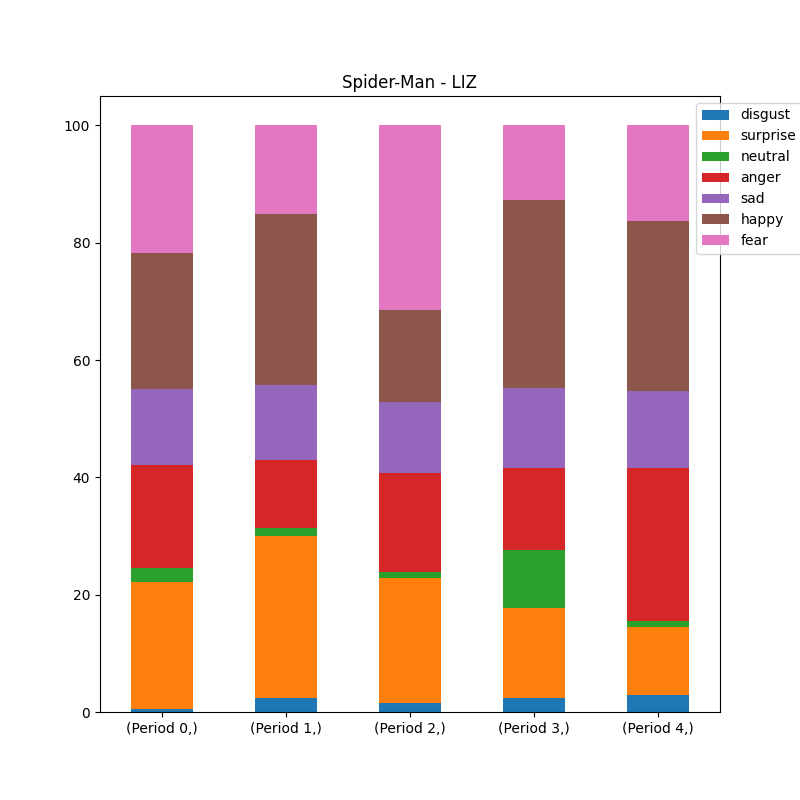 Spider-Man - LIZ
100
80
60
40
20
0
(Period 0,) (Period 1,) (Period 2,) (Period 3,) (Period 4,)
disgust
surprise
neutral
anger
sad
happy
fear